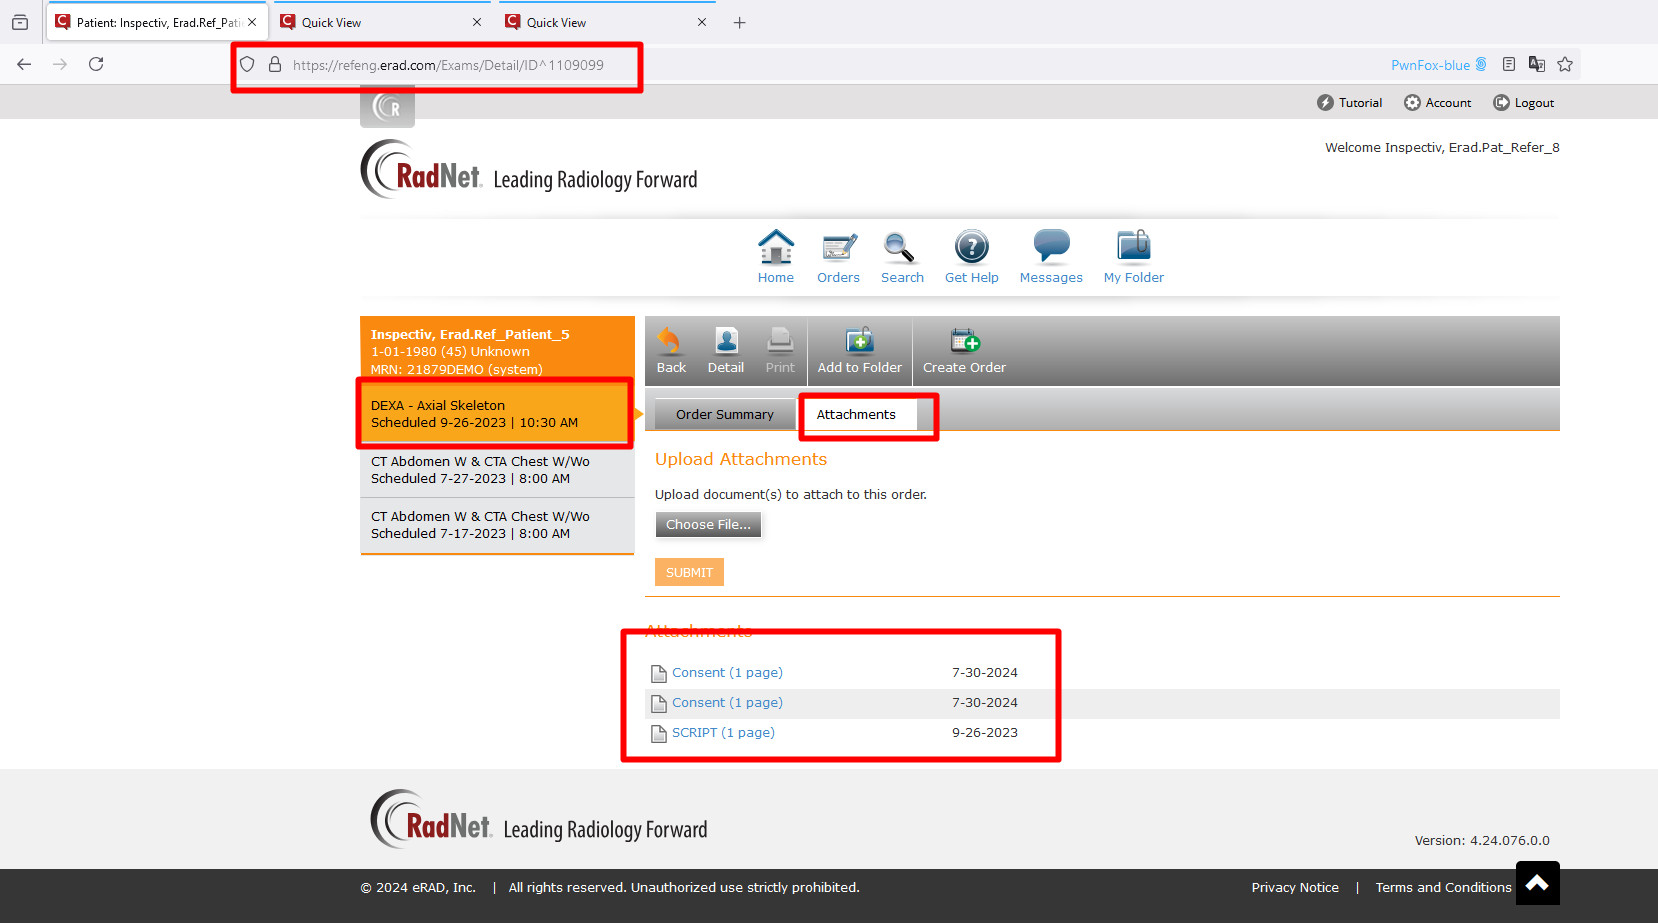 Patient: Inspectiv, Erad.Ref_Pati
Quick View
Quick View
https://refeng.erad.com/Exams/Detail/ID^1109099
PwnFox-blue
Tutorial
Account
Logout
R
RadNet. Leading Radiology Forward
Welcome Inspectiv, Erad.Pat_Refer_8
Home
Orders
Search
Get Help
Messages
My Folder
Inspectiv, Erad.Ref_Patient_5
1-01-1980 (45) Unknown
MRN: 21879DEMO (system)
DEXA - Axial Skeleton
Scheduled 9-26-2023 | 10:30 AM
CT Abdomen W & CTA Chest W/Wo
Scheduled 7-27-2023 | 8:00 AM
CT Abdomen W & CTA Chest W/Wo
Scheduled 7-17-2023 | 8:00 AM
Back
Detail
Print
Add to Folder
Create Order
Order Summary
Attachments
Upload Attachments
Upload document(s) to attach to this order.
Choose File...
SUBMIT
Attachments
Consent (1 page) 7-30-2024
Consent (1 page) 7-30-2024
SCRIPT (1 page) 9-26-2023
RadNet. Leading Radiology Forward
Version: 4.24.076.0.0
© 2024 eRAD, Inc. | All rights reserved. Unauthorized use strictly prohibited.
Privacy Notice | Terms and Conditions